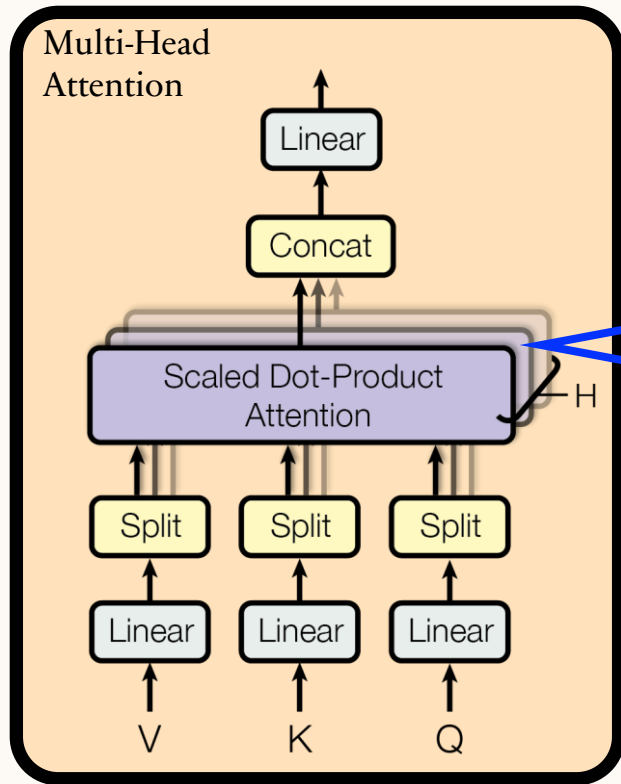 Multi-Head
Attention
Linear
Concat
Scaled Dot-Product
Attention
H
Split Split Split
Linear Linear Linear
V K Q